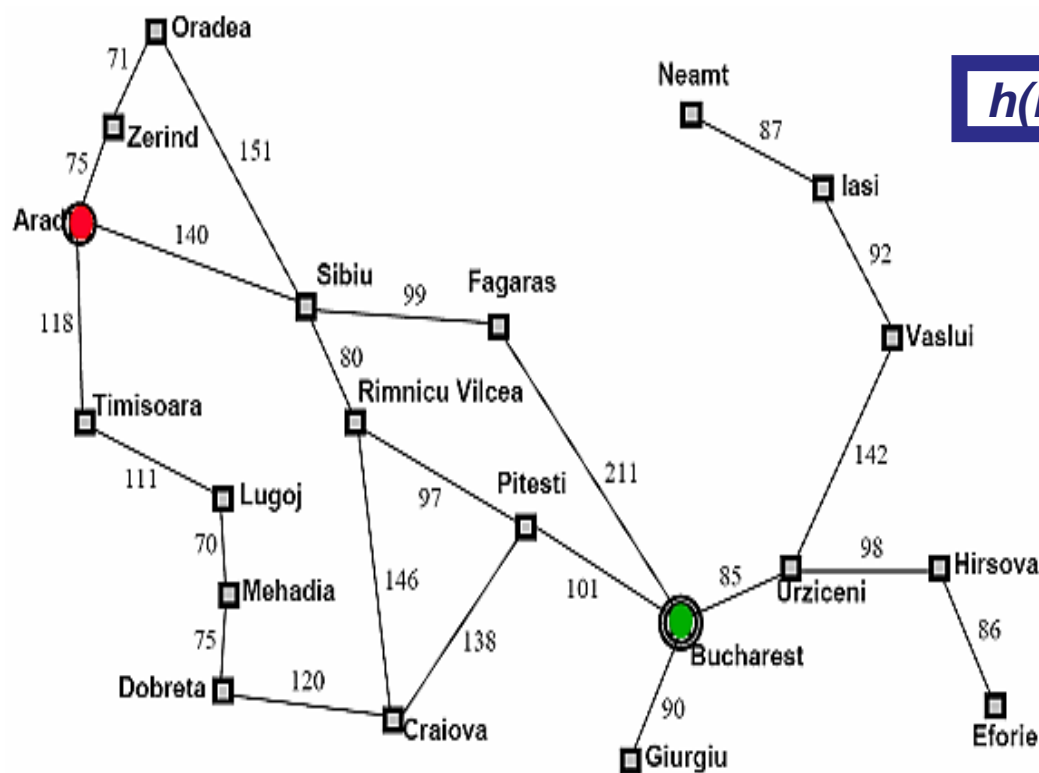 Oradea
71
Neamt
h(
87
Zerind
151
75
Iasi
Arad
140
92
Sibiu
Fagaras
99
118
Vaslui
80
Rimnicu Vilcea
Timisoara
142
111
211
Lugoj
97
Pitesti
70
98
Hirsova
146
85
Mehadia
101
Urziceni
75
138
86
Bucharest
Dobreta
120
90
Craiova
Eforie
Giurgiu